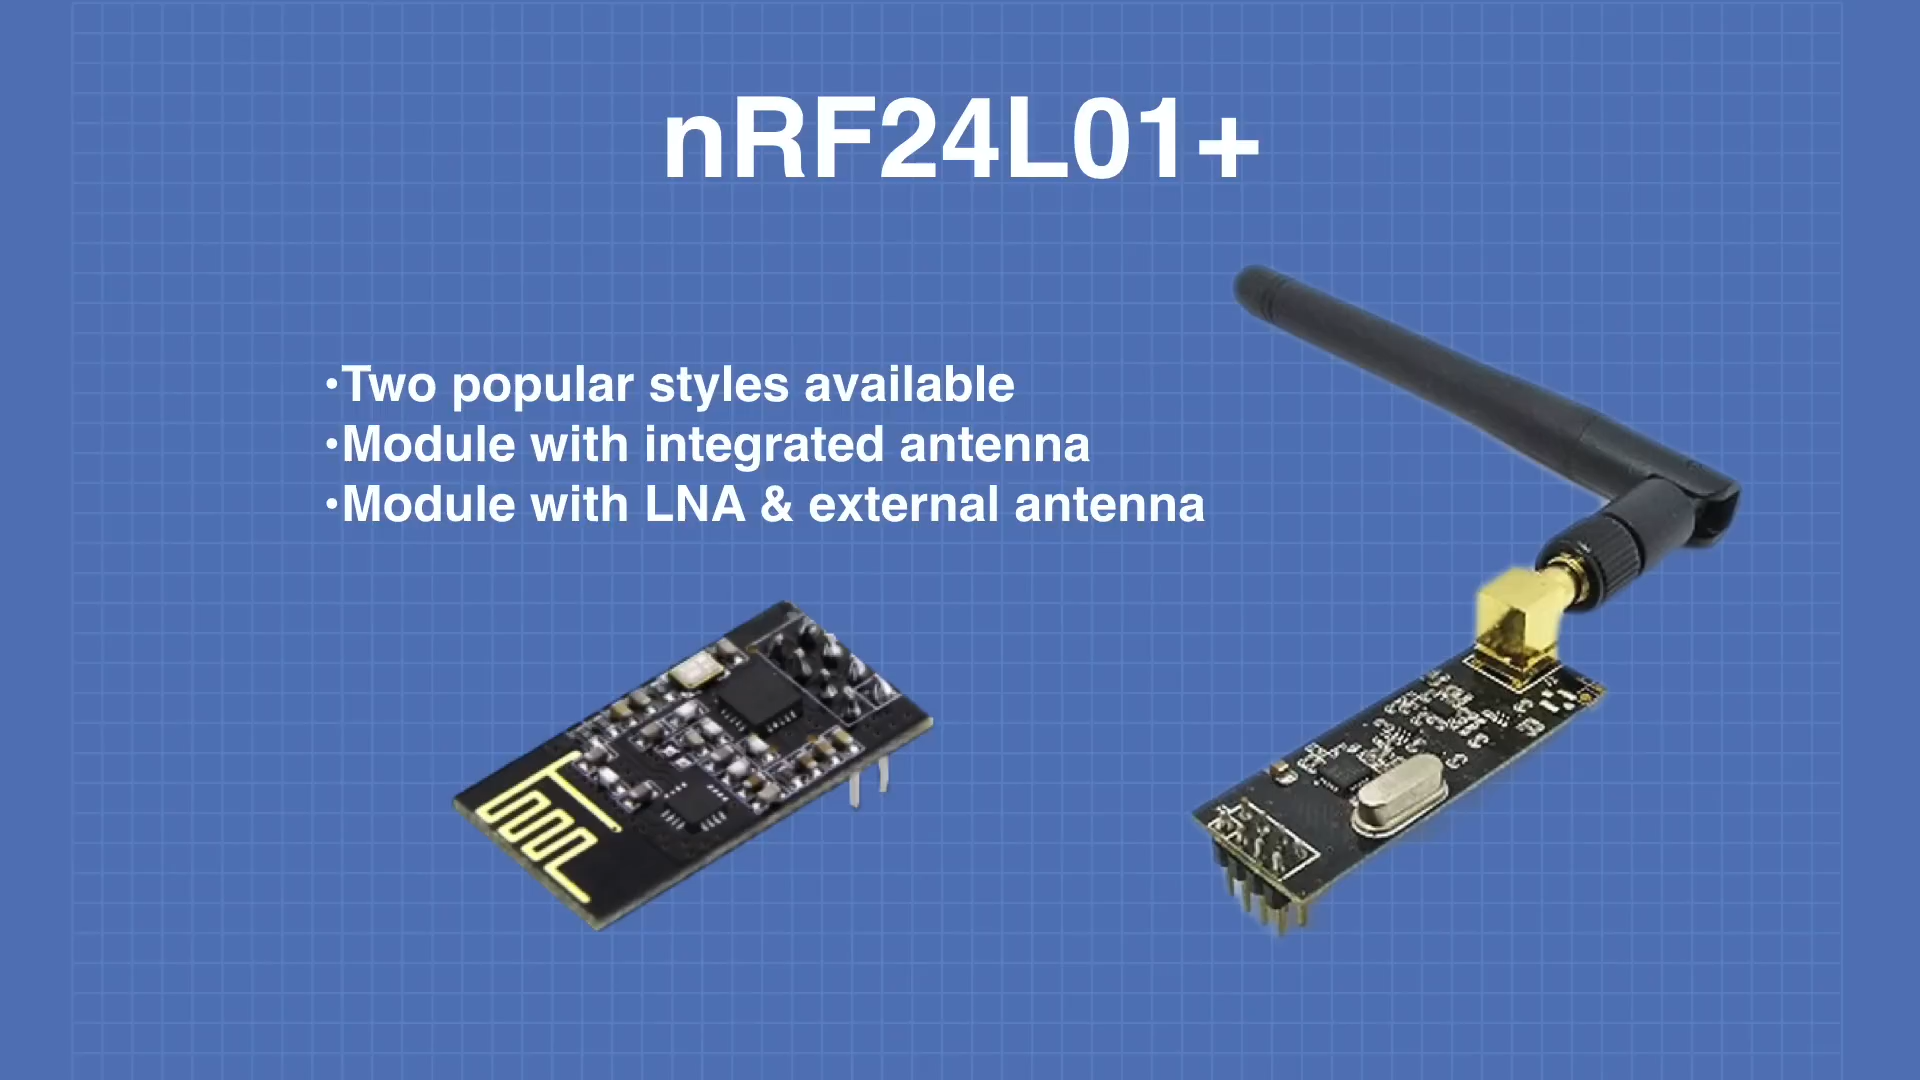 nRF24L01+
•Two popular styles available
•Module with integrated antenna
•Module with LNA & external antenna